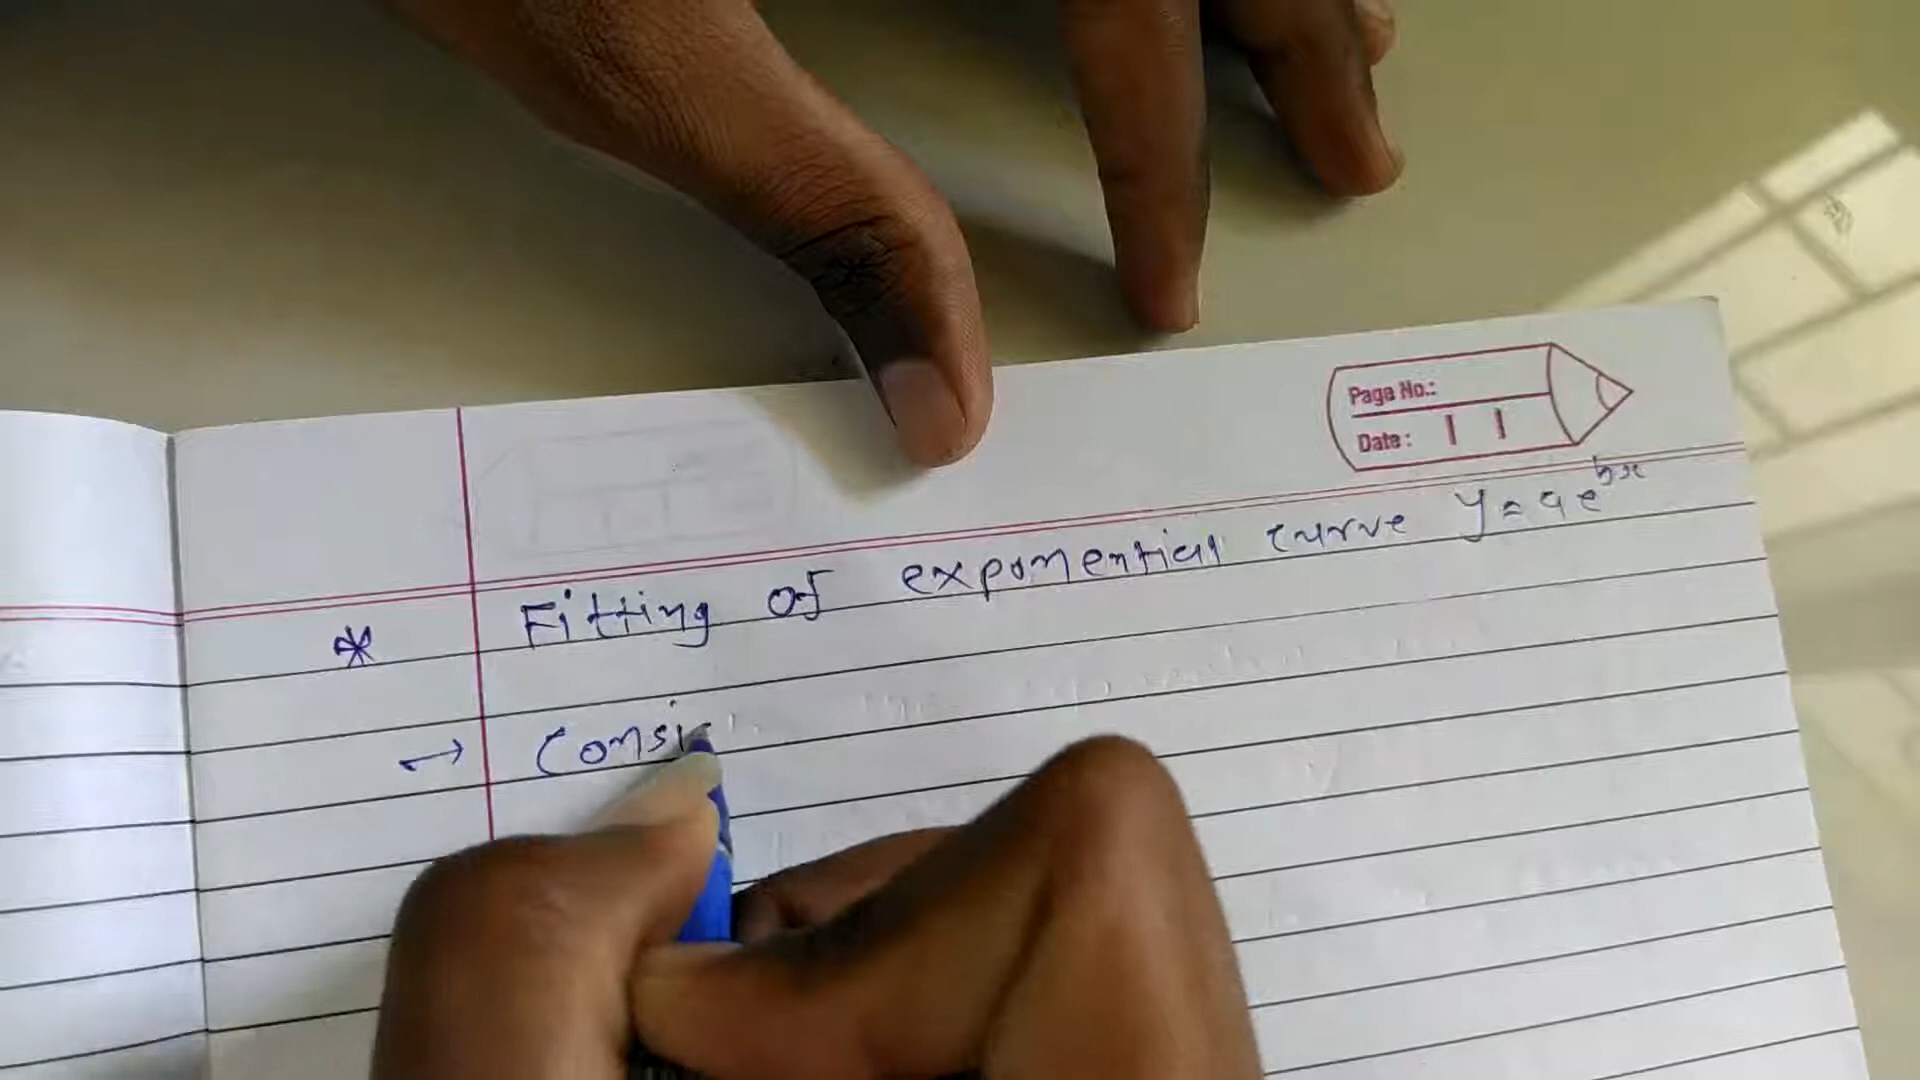 Page No.:
Date:
* Fitting of exponential curve y = ae^bx
→ Consi